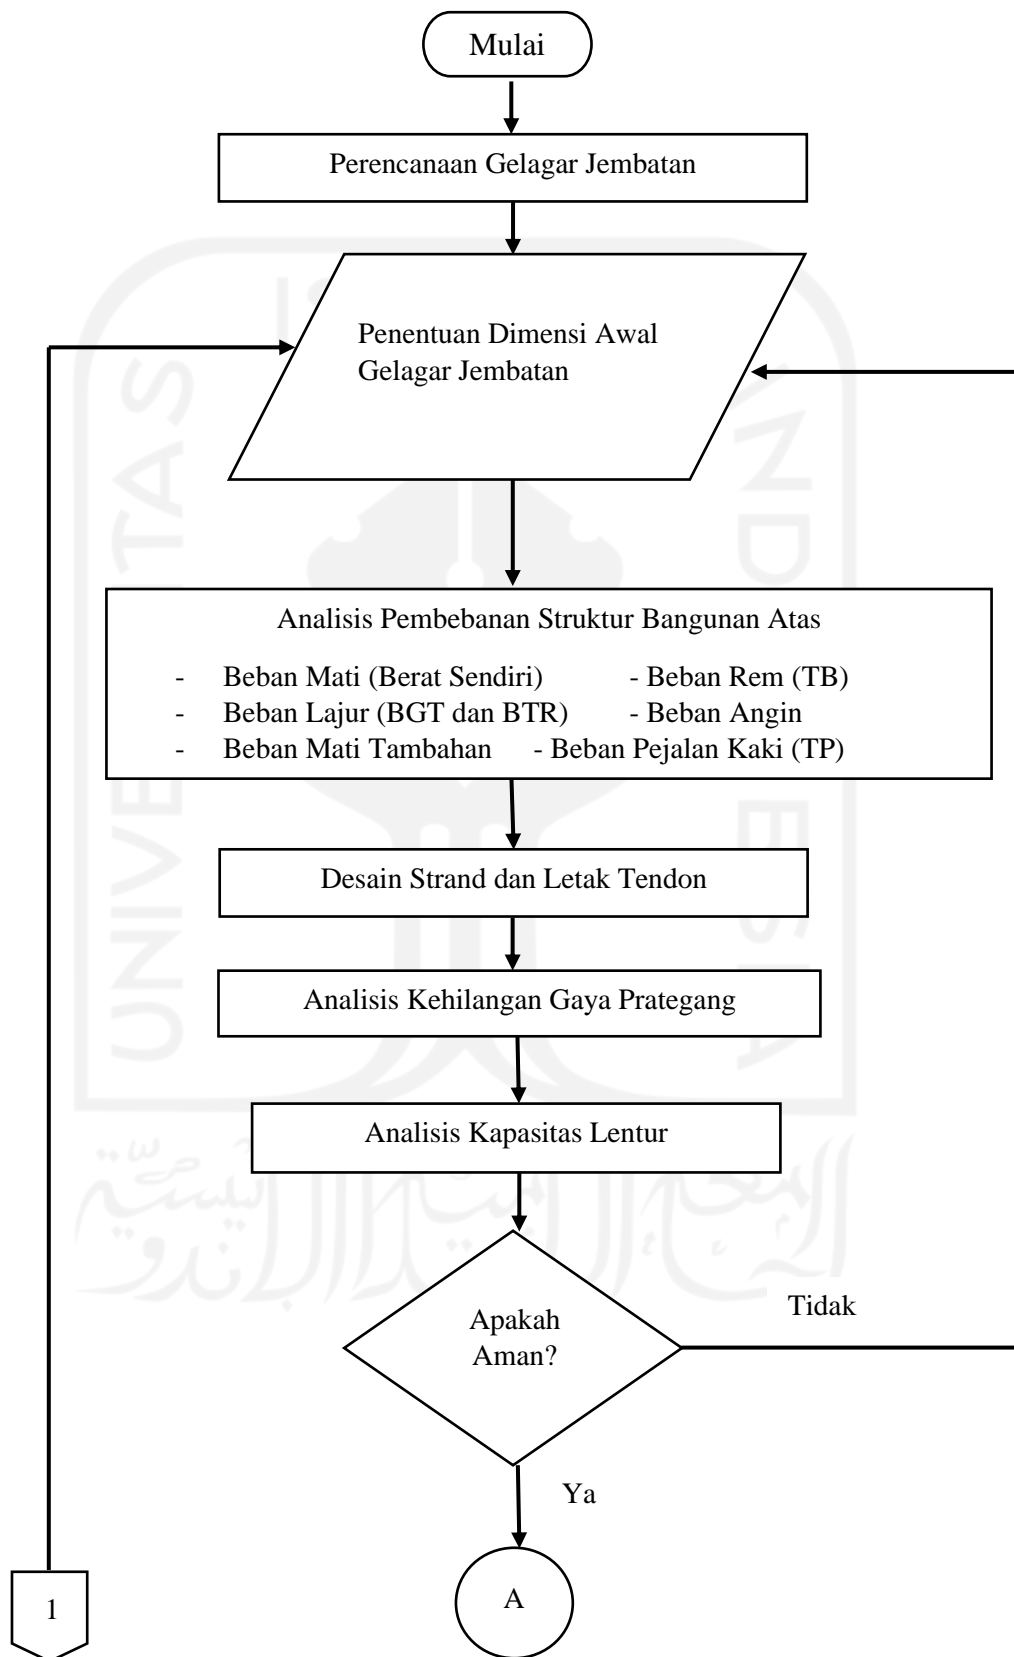 Mulai
Perencanaan Gelagar Jembatan
Penentuan Dimensi Awal
Gelagar Jembatan
Analisis Pembebanan Struktur Bangunan Atas
- Beban Mati (Berat Sendiri) - Beban Rem (TB)
- Beban Lajur (BGT dan BTR) - Beban Angin
- Beban Mati Tambahan - Beban Pejalan Kaki (TP)
Desain Strand dan Letak Tendon
Analisis Kehilangan Gaya Prategang
Analisis Kapasitas Lentur
Apakah
Aman?
Tidak
Ya
1
A